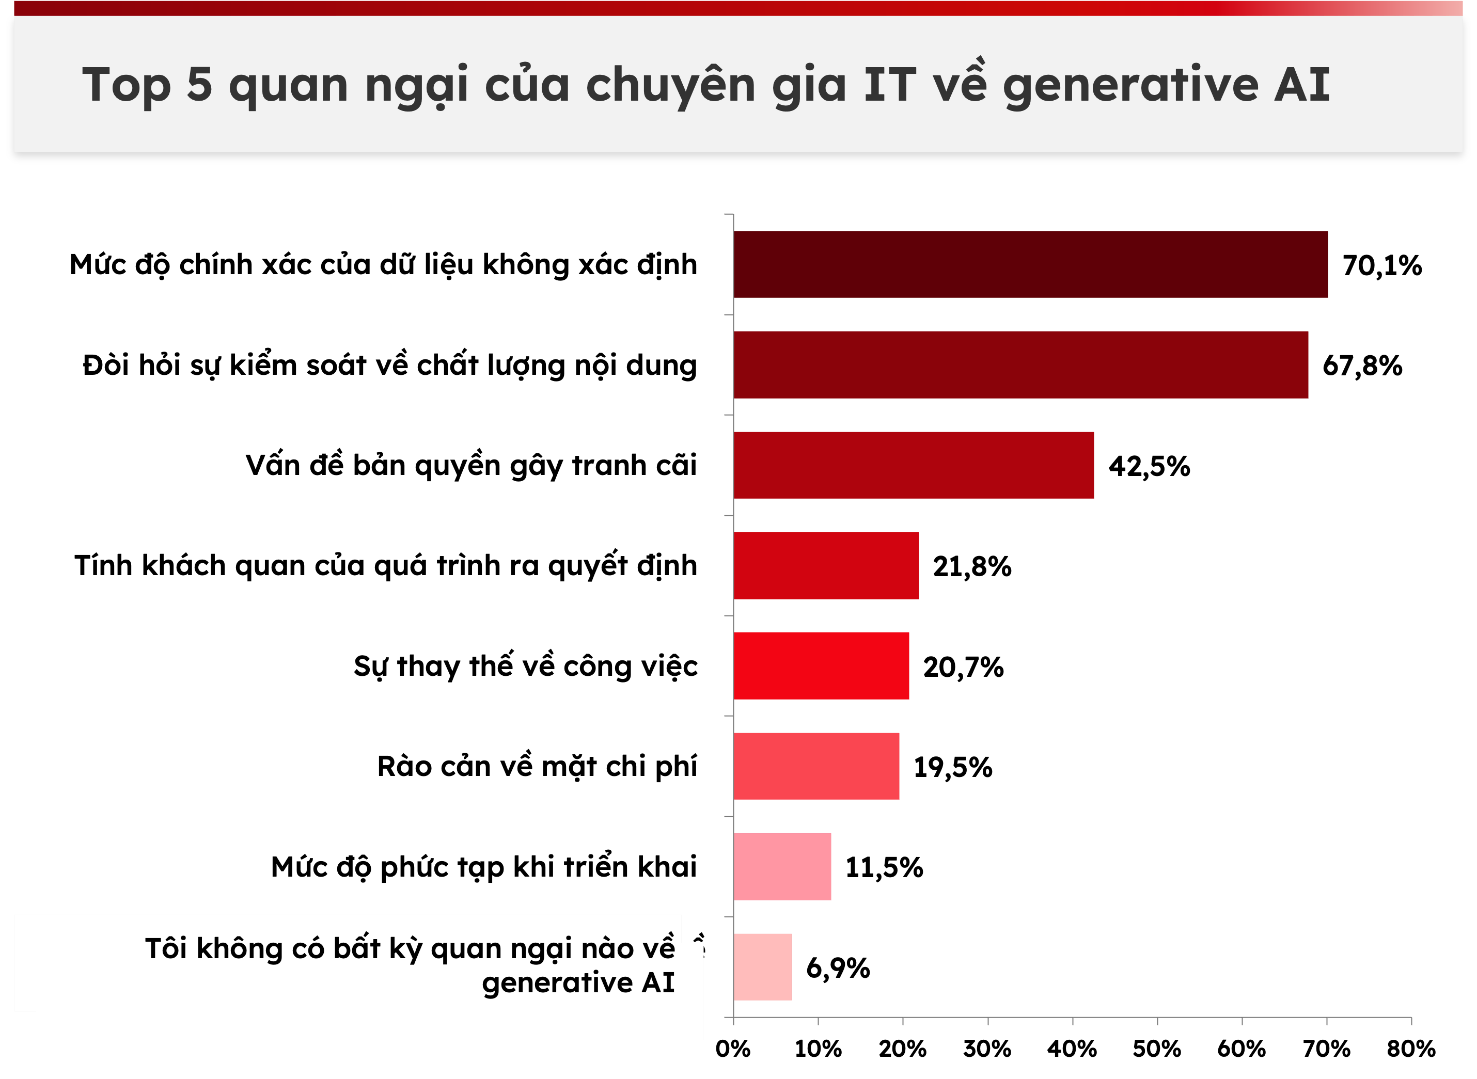 Top 5 quan ngại của chuyên gia IT về generative AI
Mức độ chính xác của dữ liệu không xác định
70,1%
Đòi hỏi sự kiểm soát về chất lượng nội dung
67,8%
Vấn đề bản quyền gây tranh cãi
42,5%
Tính khách quan của quá trình ra quyết định
21,8%
Sự thay thế về công việc
20,7%
Rào cản về mặt chi phí
19,5%
Mức độ phức tạp khi triển khai
11,5%
Tôi không có bất kỳ quan ngại nào về
generative AI
6,9%
0% 10% 20% 30% 40% 50% 60% 70% 80%